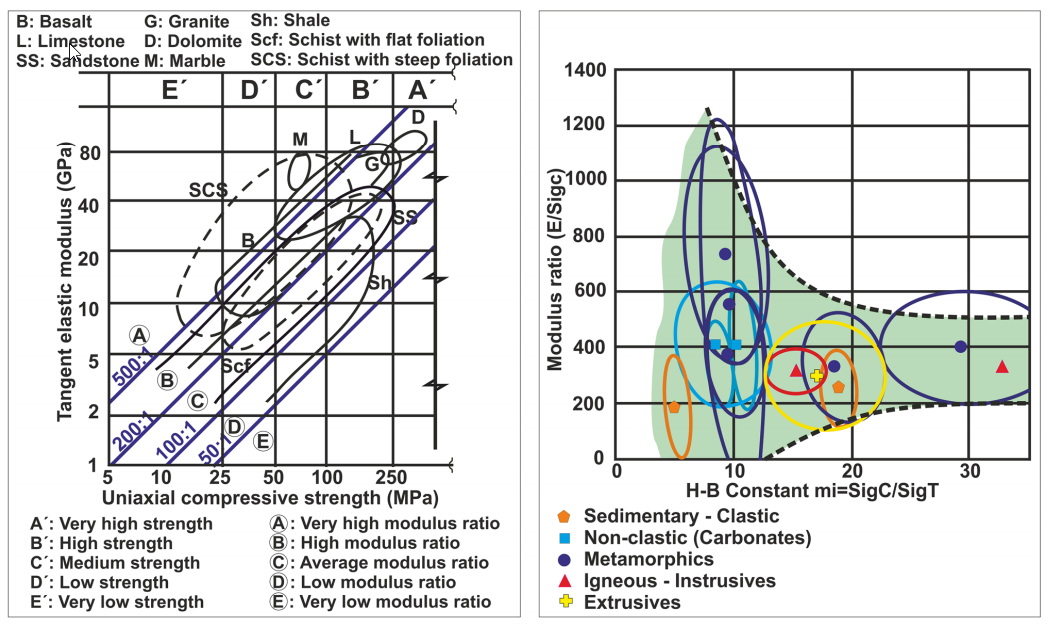 B: Basalt G: Granite Sh: Shale
L: Limestone D: Dolomite Scf: Schist with flat foliation
SS: Sandstone M: Marble SCS: Schist with steep foliation
E´ D´ C´ B´ A´
D
M
L
G
SCS
SS
B
Sh
Scf
A
B
C
D
E
500:1
200:1
100:1
50:1
80
40
20
10
5
2
1
Tangent elastic modulus (GPa)
5 10 25 50 100 250
Uniaxial compressive strength (MPa)
A´: Very high strength
B´: High strength
C´: Medium strength
D´: Low strength
E´: Very low strength
A: Very high modulus ratio
B: High modulus ratio
C: Average modulus ratio
D: Low modulus ratio
E: Very low modulus ratio
1400
1200
1000
800
600
400
200
0
Modulus ratio (E/Sigc)
0 10 20 30
H-B Constant mi=SigC/SigT
Sedimentary - Clastic
Non-clastic (Carbonates)
Metamorphics
Igneous - Instrusives
Extrusives